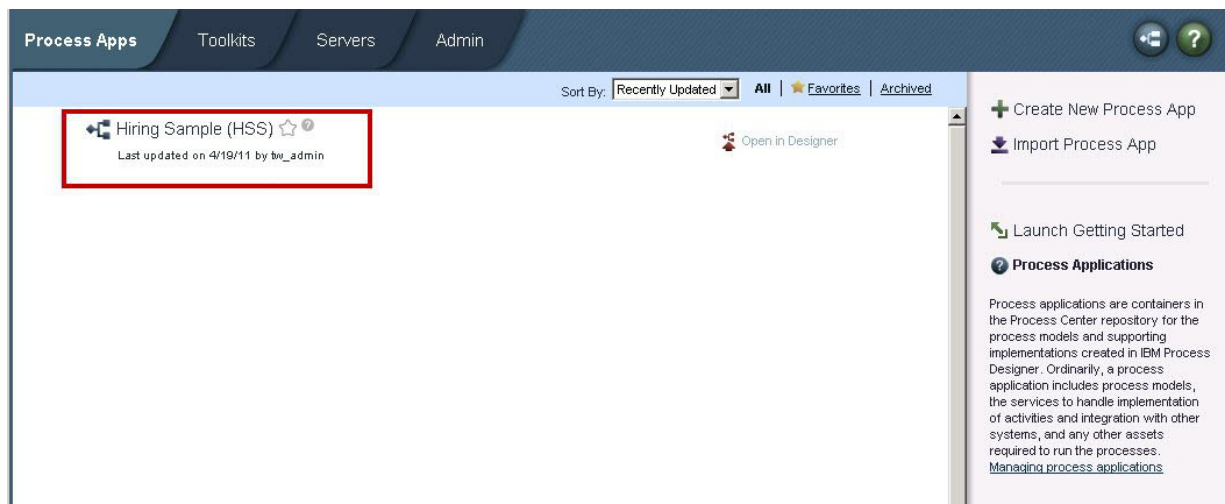 Process Apps Toolkits Servers Admin
Sort By: Recently Updated All | Favorites | Archived
Hiring Sample (HSS)
Last updated on 4/19/11 by tw_admin
Open in Designer
Create New Process App
Import Process App
Launch Getting Started
Process Applications
Process applications are containers in
the Process Center repository for the
process models and supporting
implementations created in IBM Process
Designer. Ordinarily, a process
application includes process models,
the services to handle implementation
of activities and integration with other
systems, and any other assets
required to run the processes.
Managing process applications